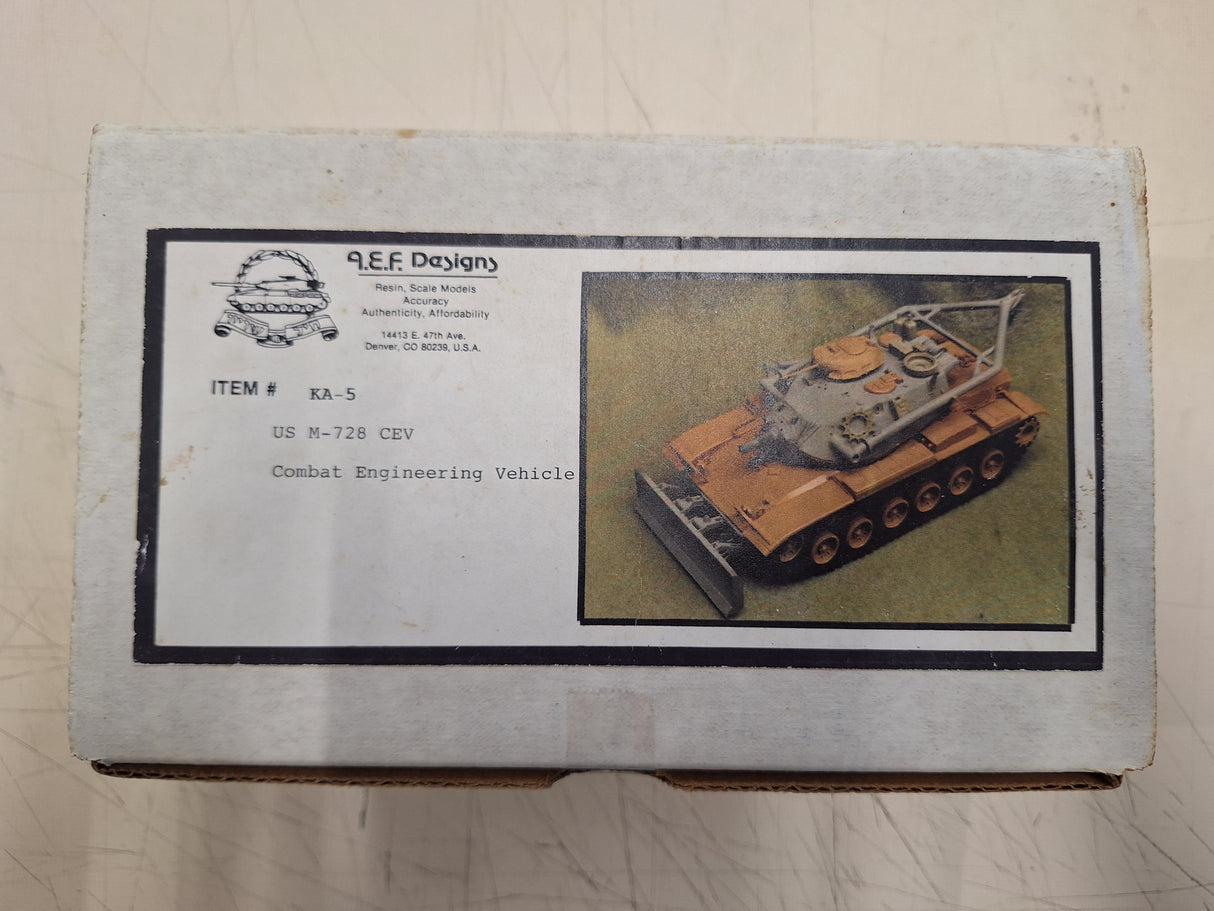 A.E.F. Designs
Resin, Scale Models
Accuracy
Authenticity, Affordability
14413 E. 47th Ave.
Denver, CO 80239, U.S.A.
ITEM # KA-5
US M-728 CEV
Combat Engineering Vehicle